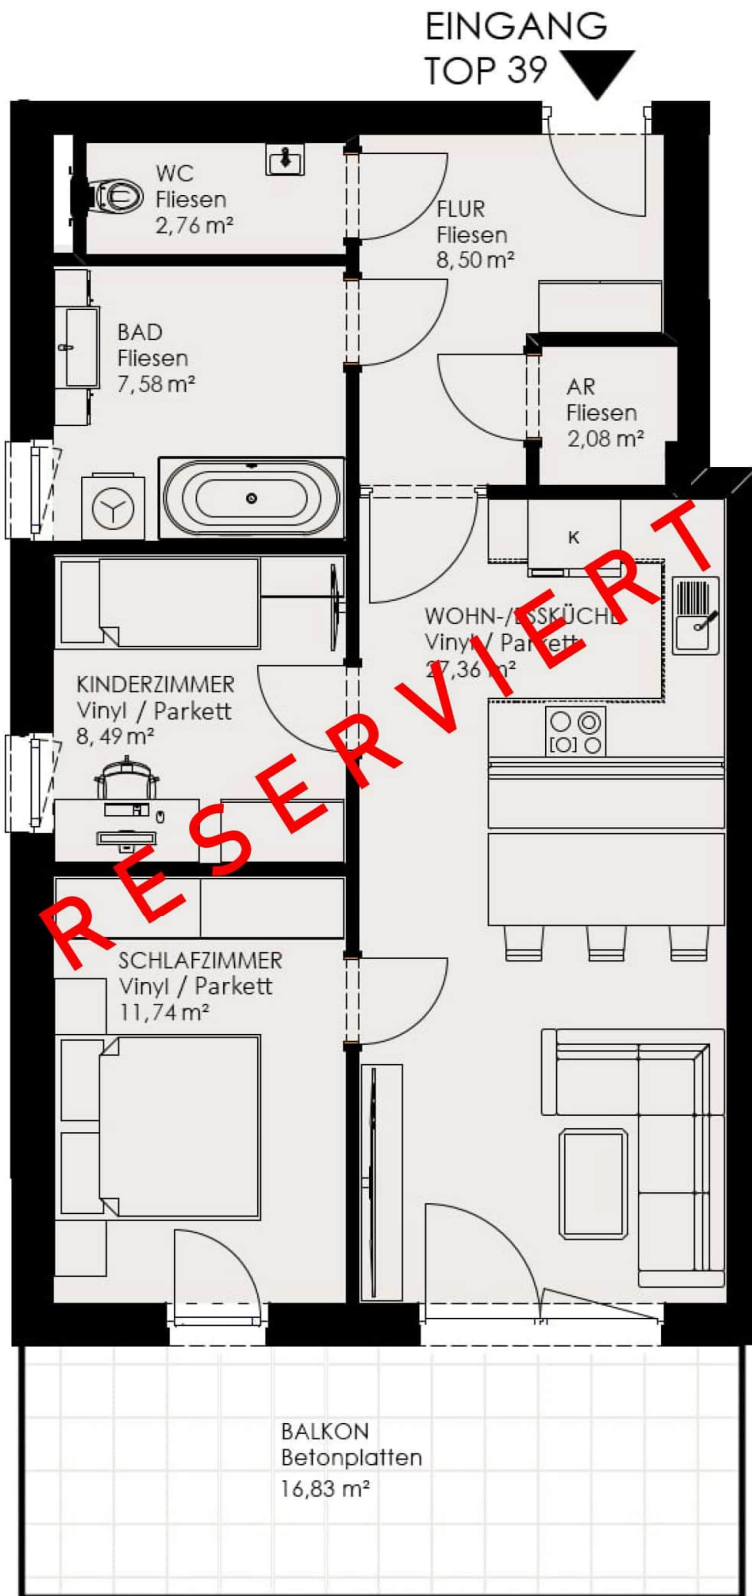 EINGANG
TOP 39
WC
Fliesen
2,76 m²
FLUR
Fliesen
8,50 m²
BAD
Fliesen
7,58 m²
AR
Fliesen
2,08 m²
K
WOHN-/ESSKÜCHE
Vinyl / Parkett
27,36 m²
KINDERZIMMER
Vinyl / Parkett
8,49 m²
RESERVIERT
SCHLAFZIMMER
Vinyl / Parkett
11,74 m²
BALKON
Betonplatten
16,83 m²